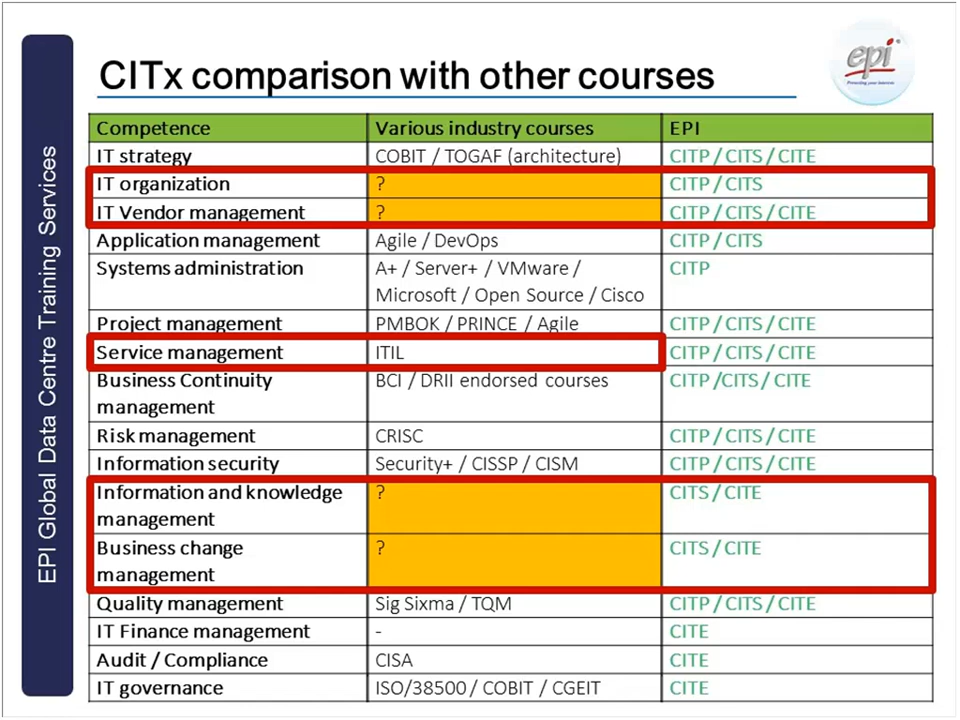 CITx comparison with other courses
epi
EPI Global Data Centre Training Services
Competence Various industry courses EPI
IT strategy COBIT / TOGAF (architecture) CITP / CITS / CITE
IT organization ? CITP / CITS
IT Vendor management ? CITP / CITS / CITE
Application management Agile / DevOps CITP / CITS
Systems administration A+ / Server+ / VMware / CITP
Microsoft / Open Source / Cisco
Project management PMBOK / PRINCE / Agile CITP / CITS / CITE
Service management ITIL CITP / CITS / CITE
Business Continuity BCI / DRII endorsed courses CITP /CITS / CITE
management
Risk management CRISC CITP / CITS / CITE
Information security Security+ / CISSP / CISM CITP / CITS / CITE
Information and knowledge ? CITS / CITE
management
Business change ? CITS / CITE
management
Quality management Sig Sixma / TQM CITP / CITS / CITE
IT Finance management - CITE
Audit / Compliance CISA CITE
IT governance ISO/38500 / COBIT / CGEIT CITE